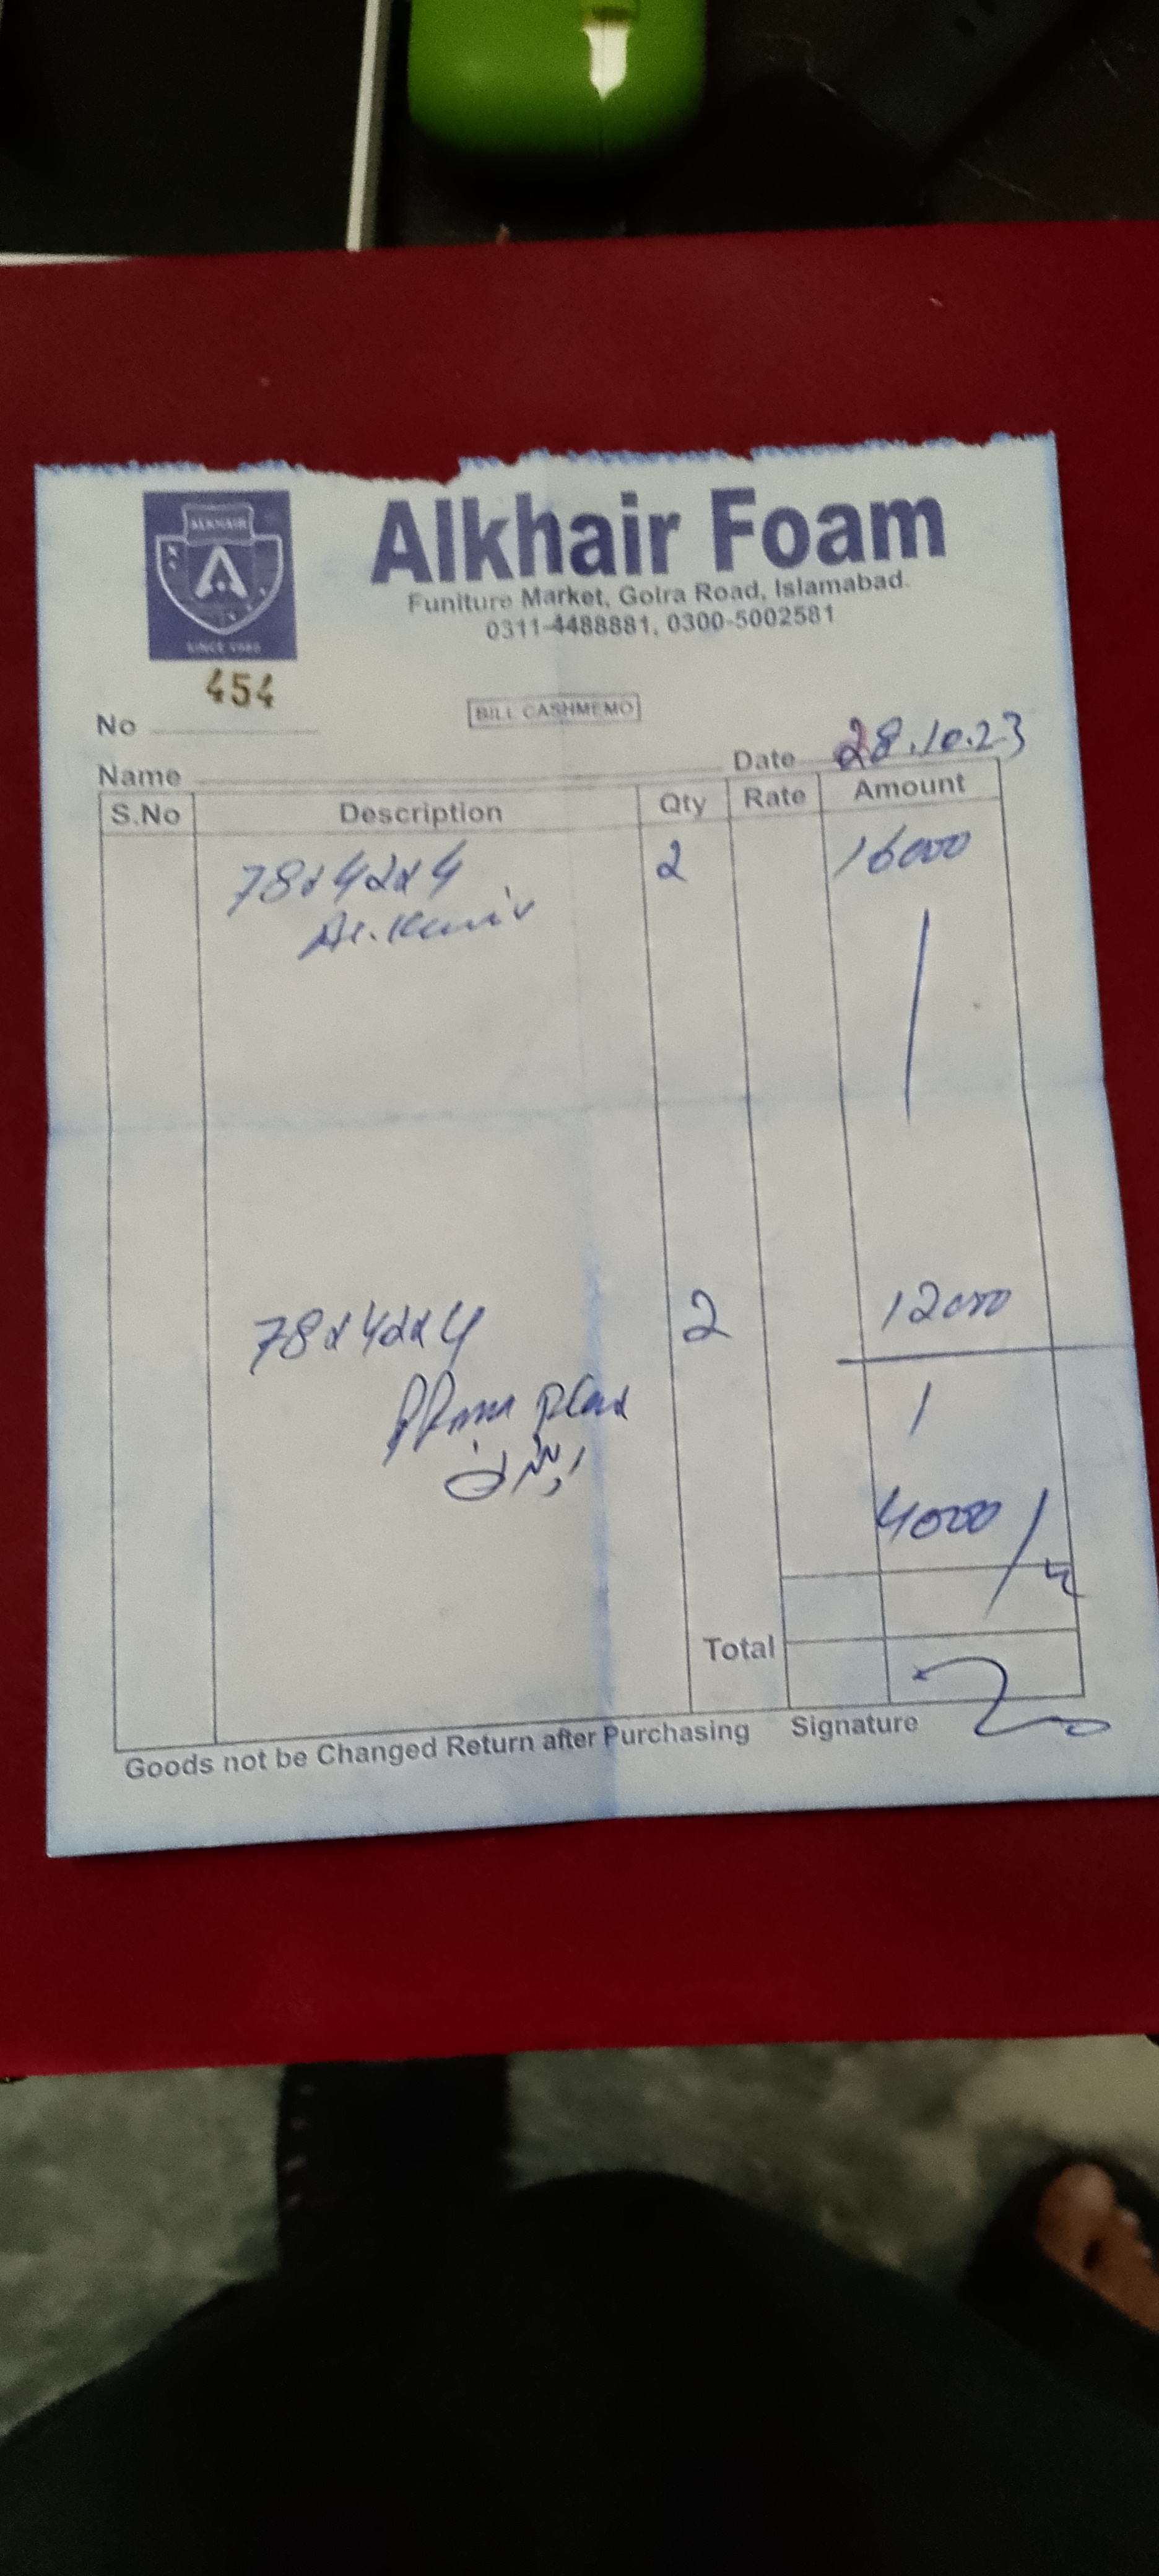 ALKHAIR
A
SINCE 1980
Alkhair Foam
Funiture Market, Golra Road, Islamabad.
0311-4488881, 0300-5002581
454
No
BILL CASHMEMO
Name Date 28.10.23
S.No Description Qty Rate Amount
78x42x4 2 16000
78x42x4 2 12000
واپس
4000/
Total
Goods not be Changed Return after Purchasing Signature